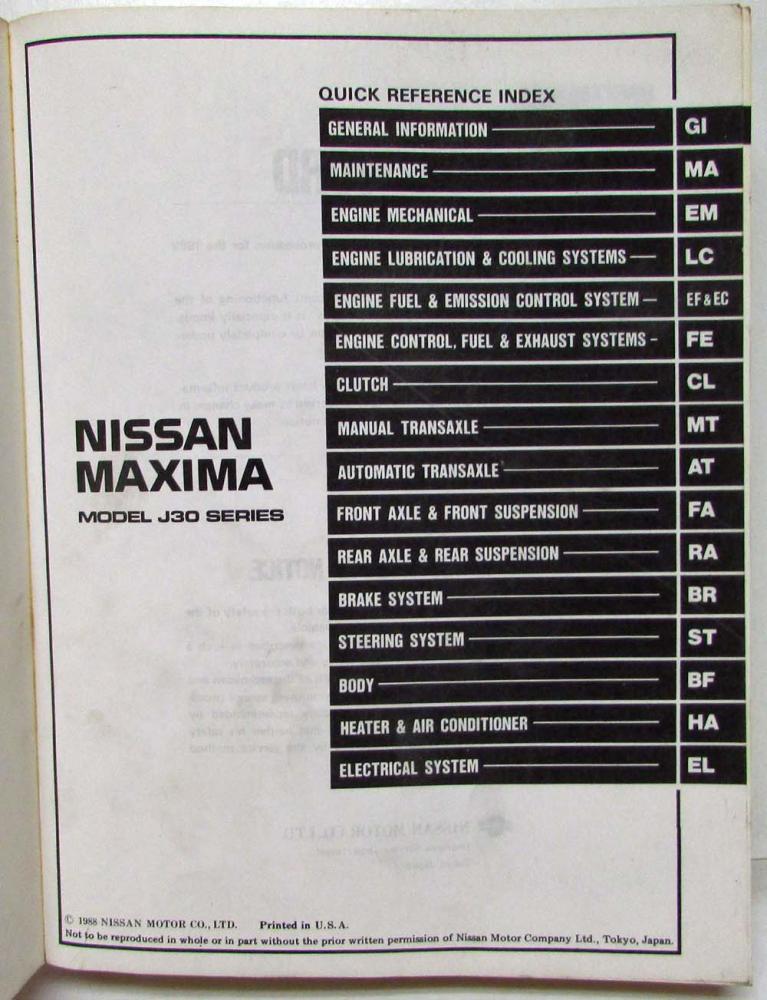 QUICK REFERENCE INDEX
GENERAL INFORMATION GI
MAINTENANCE MA
ENGINE MECHANICAL EM
ENGINE LUBRICATION & COOLING SYSTEMS LC
ENGINE FUEL & EMISSION CONTROL SYSTEM EF & EC
ENGINE CONTROL, FUEL & EXHAUST SYSTEMS FE
CLUTCH CL
MANUAL TRANSAXLE MT
AUTOMATIC TRANSAXLE AT
FRONT AXLE & FRONT SUSPENSION FA
REAR AXLE & REAR SUSPENSION RA
BRAKE SYSTEM BR
STEERING SYSTEM ST
BODY BF
HEATER & AIR CONDITIONER HA
ELECTRICAL SYSTEM EL
NISSAN
MAXIMA
MODEL J30 SERIES
© 1988 NISSAN MOTOR CO., LTD. Printed in U.S.A.
Not to be reproduced in whole or in part without the prior written permission of Nissan Motor Company Ltd., Tokyo, Japan.